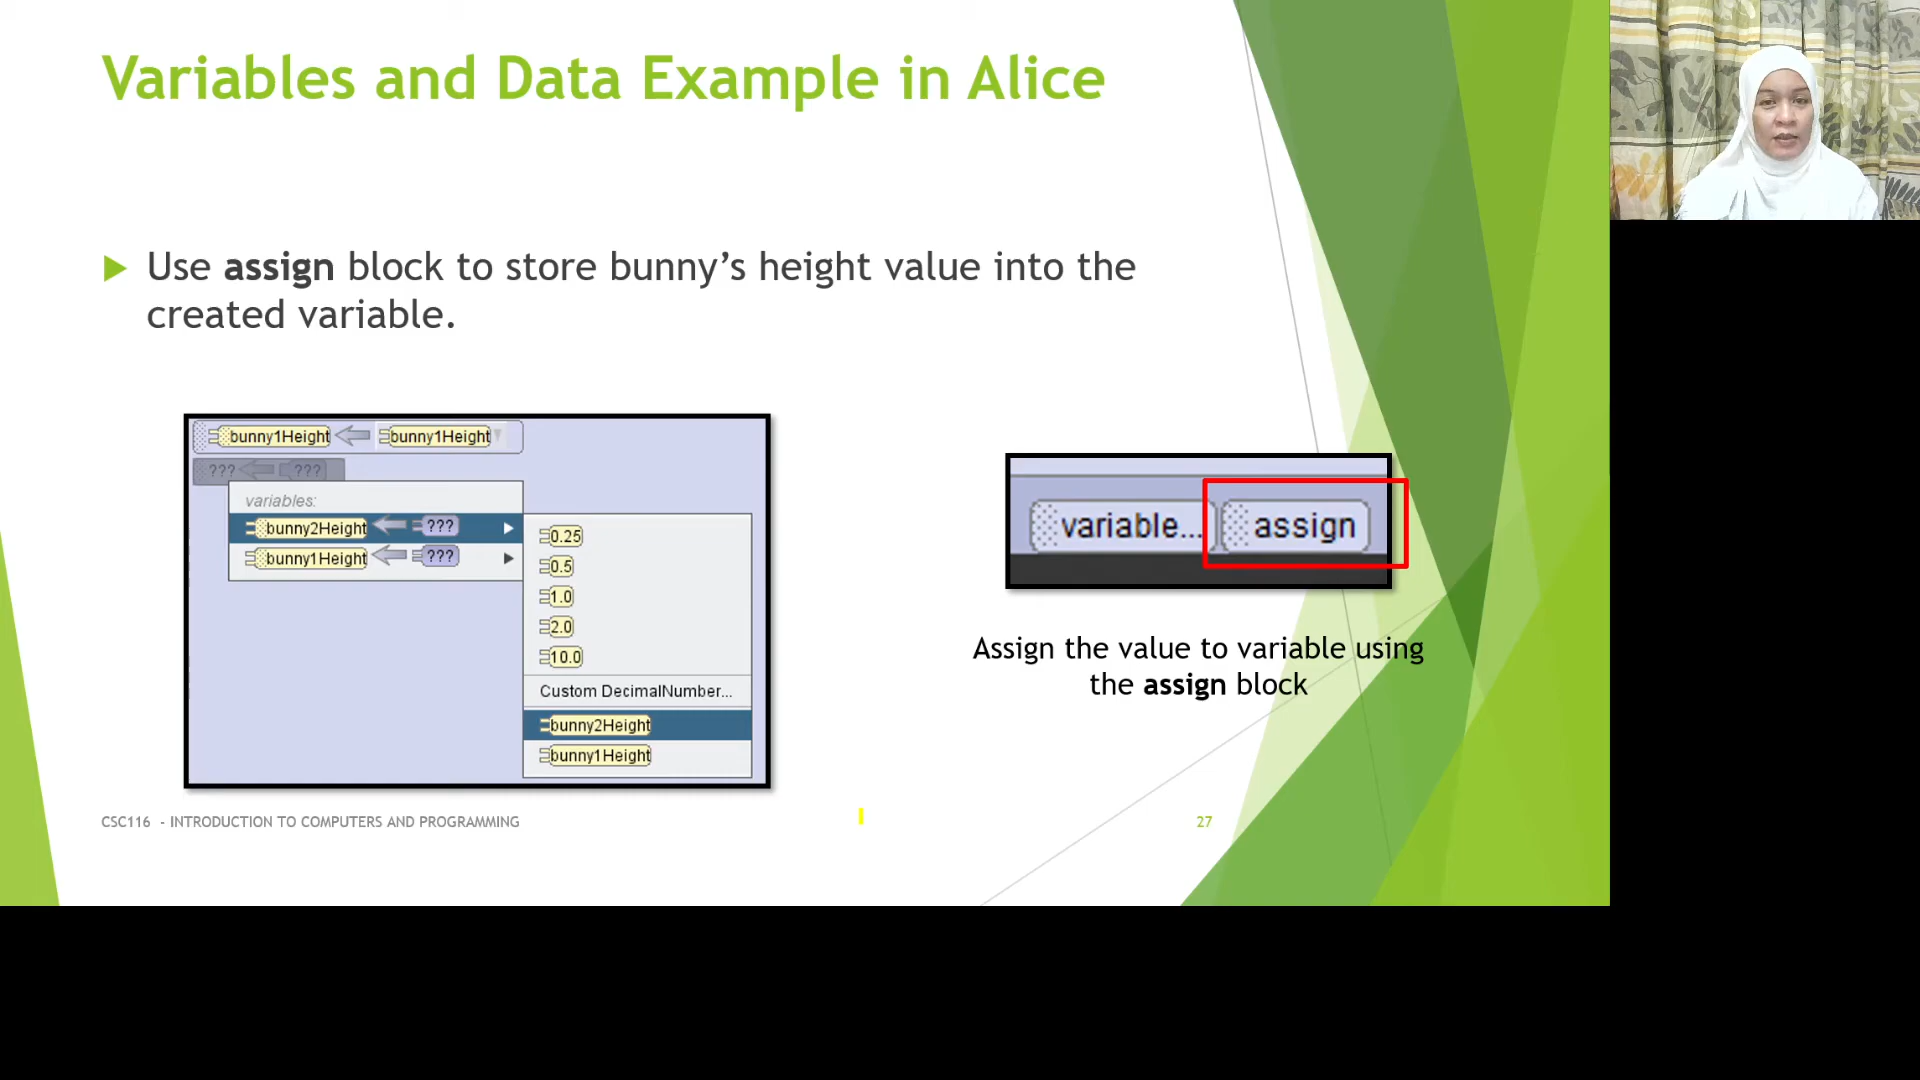 Variables and Data Example in Alice
Use assign block to store bunny’s height value into the
created variable.
bunny1Height bunny1Height
??? ???
variables:
bunny2Height ???
bunny1Height ???
0.25
0.5
1.0
2.0
10.0
Custom DecimalNumber...
bunny2Height
bunny1Height
variable... assign
Assign the value to variable using
the assign block
CSC116 - INTRODUCTION TO COMPUTERS AND PROGRAMMING
27